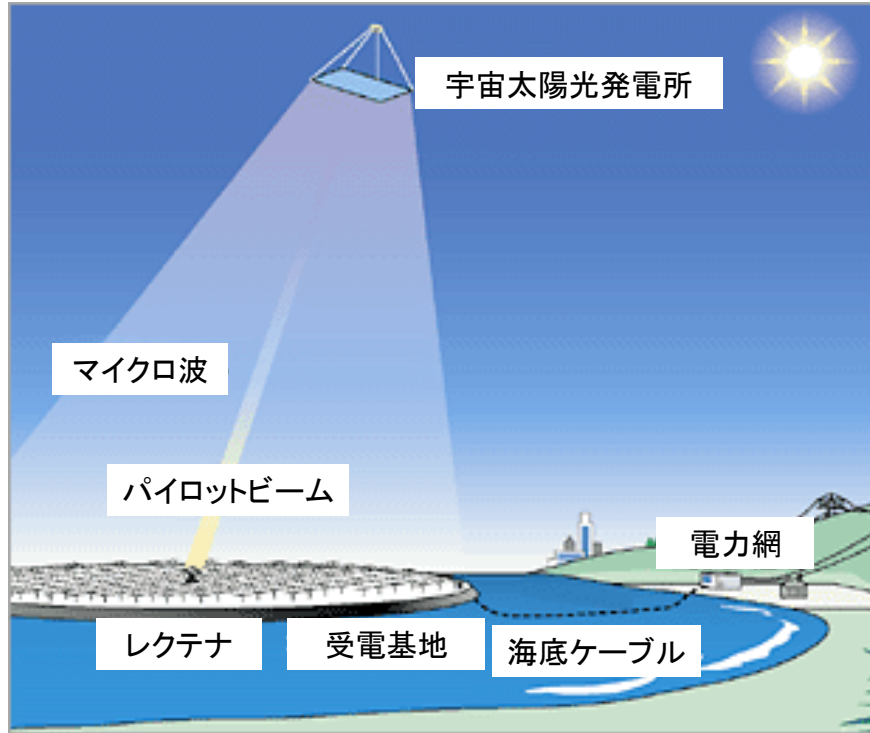 宇宙太陽光発電所
マイクロ波
パイロットビーム
電力網
レクテナ
受電基地
海底ケーブル